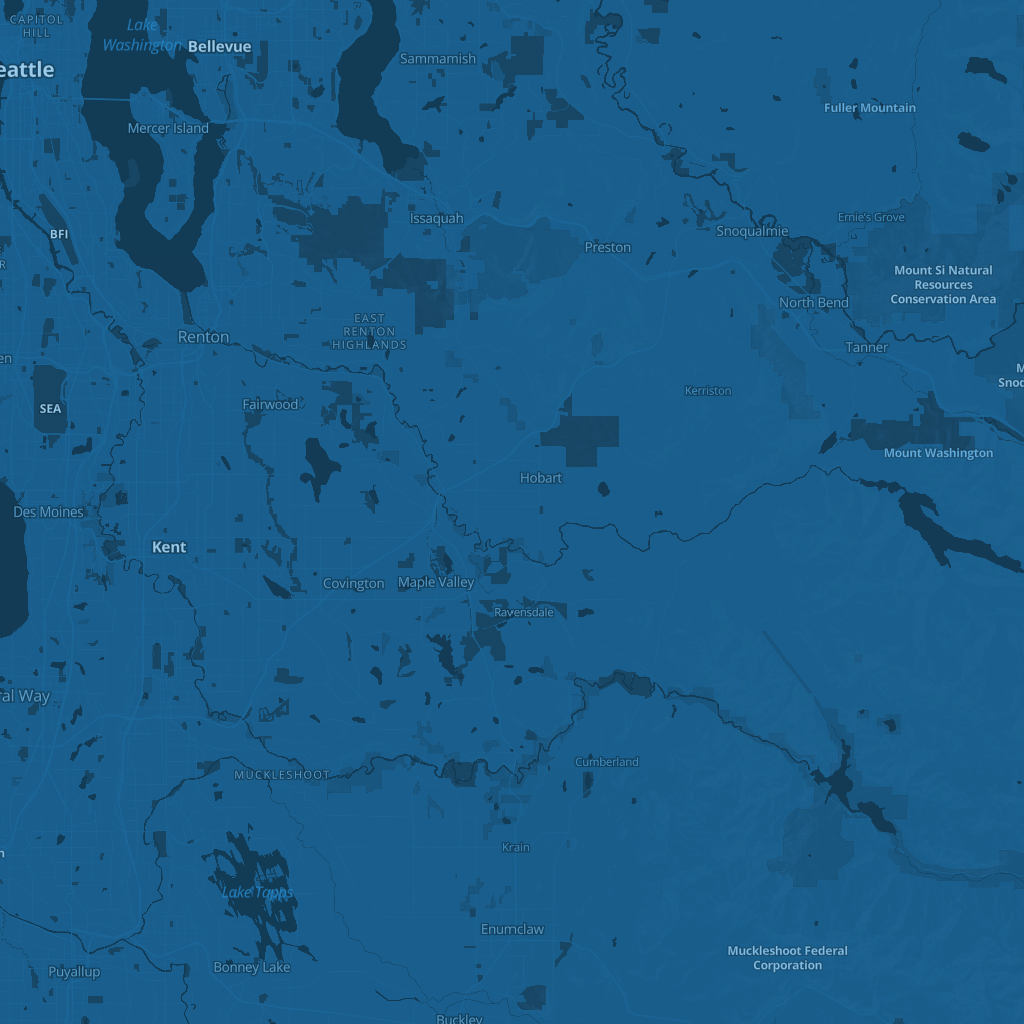 CAPITOL
HILL
Lake
Washington
Bellevue
eattle
Sammamish
Fuller Mountain
Mercer Island
Issaquah
Ernie's Grove
BFI
Snoqualmie
Preston
R
Mount Si Natural
Resources
Conservation Area
North Bend
EAST
RENTON
HIGHLANDS
Renton
Tanner
en
M
Snoq
Kerriston
Fairwood
SEA
Mount Washington
Hobart
Des Moines
Kent
Covington
Maple Valley
Ravensdale
ral Way
Cumberland
MUCKLESHOOT
Krain
n
Lake Tapps
Enumclaw
Muckleshoot Federal
Corporation
Puyallup
Bonney Lake
Buckley